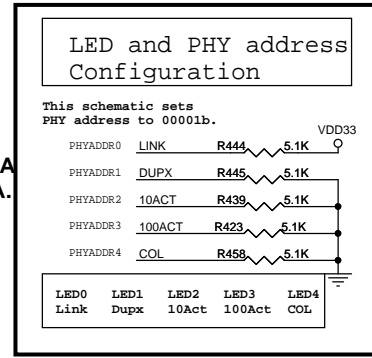 LED and PHY address
Configuration
This schematic sets
PHY address to 00001b.
VDD33
PHYADDR0 LINK R444 5.1K
A
PHYADDR1 DUPX R445 5.1K
A.
PHYADDR2 10ACT R439 5.1K
PHYADDR3 100ACT R423 5.1K
PHYADDR4 COL R458 5.1K
LED0 LED1 LED2 LED3 LED4
Link Dupx 10Act 100Act COL